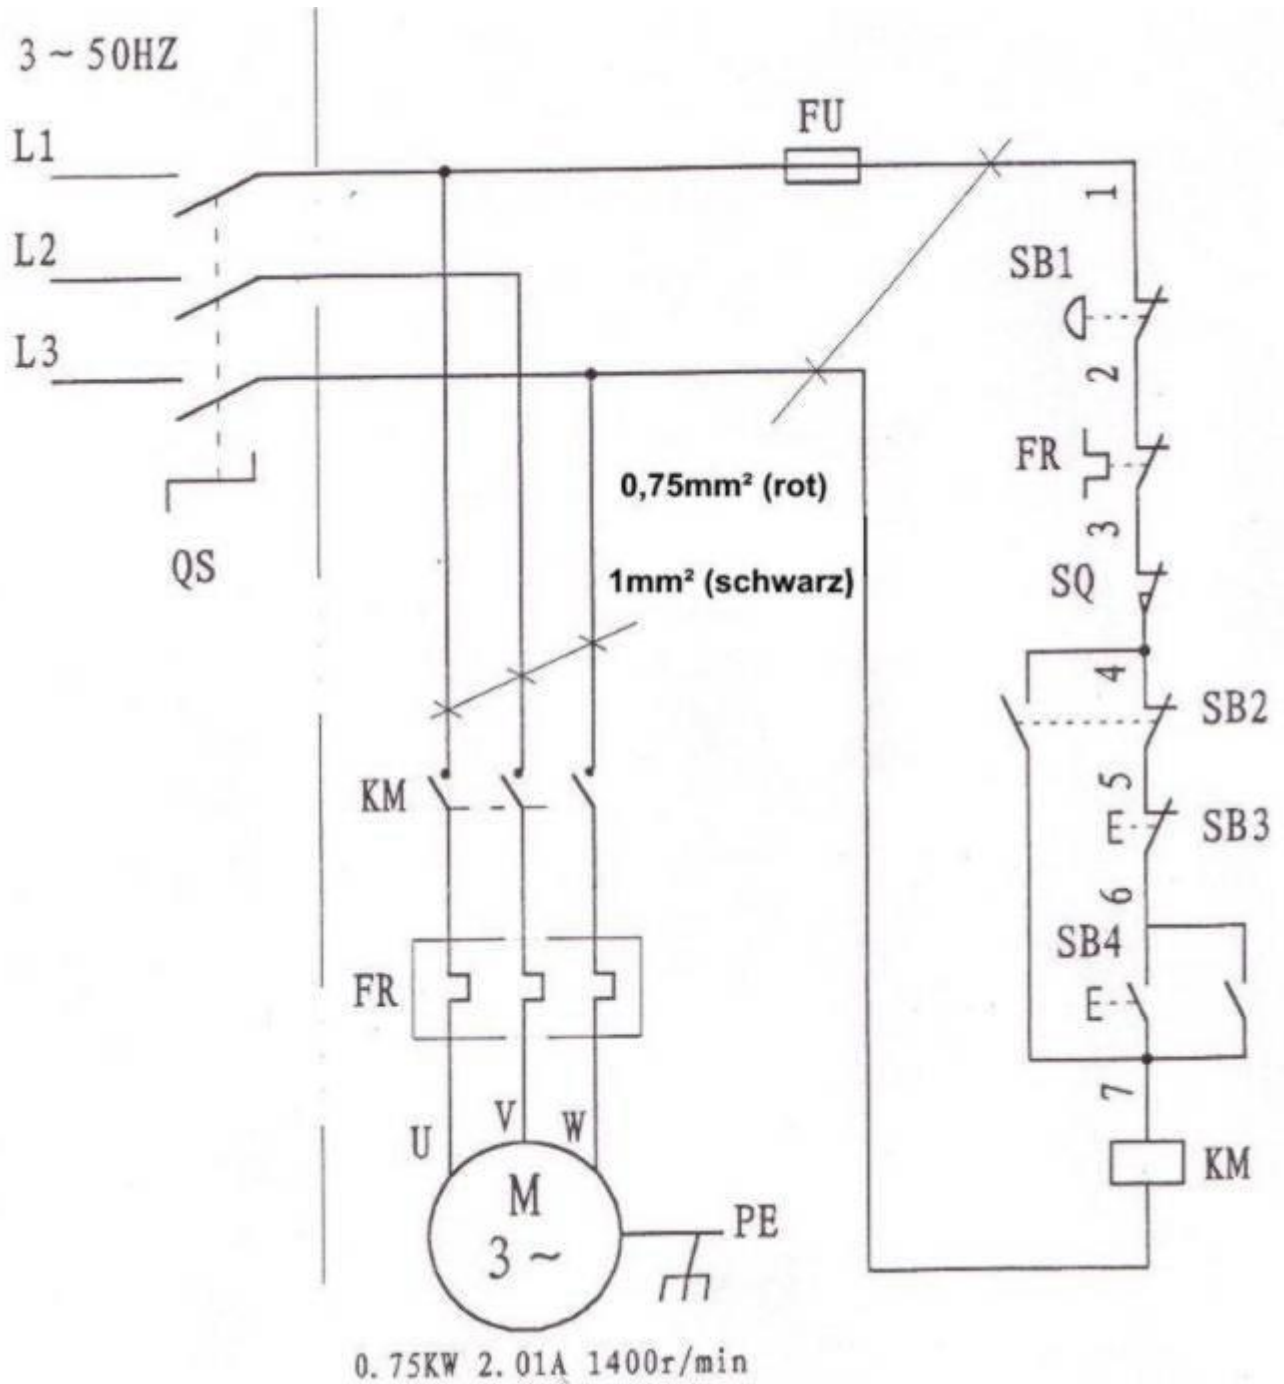 3～50HZ
L1
L2
L3
QS
FU
1
SB1
2
FR
3
SQ
4
SB2
5
E
SB3
6
SB4
E
7
KM
0,75mm² (rot)
1mm² (schwarz)
KM
FR
U
V
W
M
3～
PE
0.75KW 2.01A 1400r/min